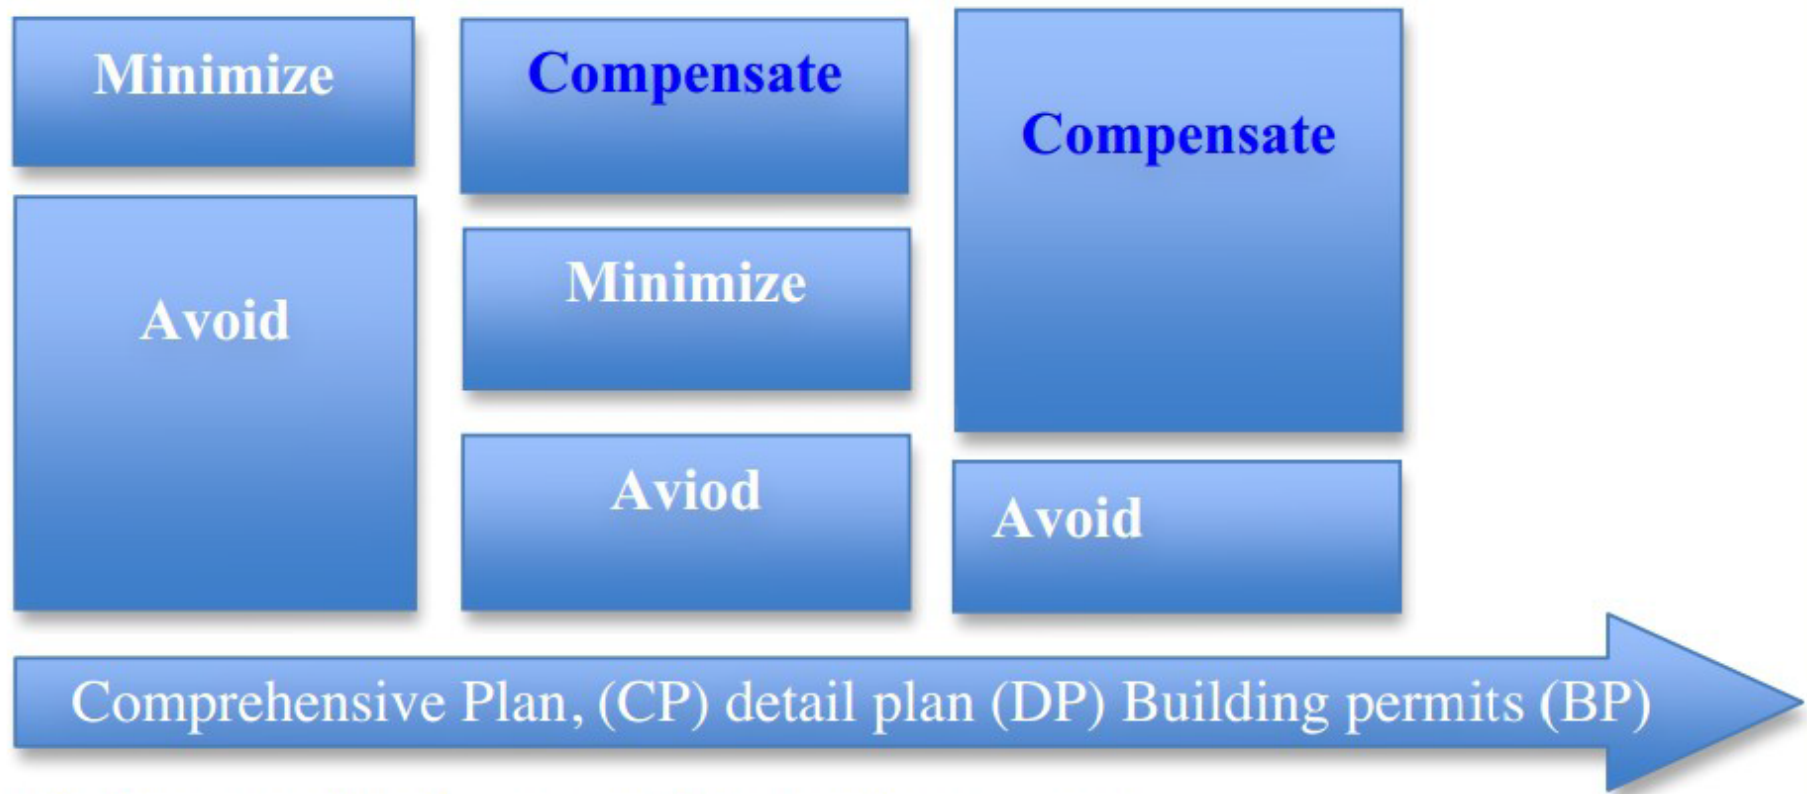 Minimize
Compensate
Compensate
Minimize
Avoid
Aviod
Avoid
Comprehensive Plan, (CP) detail plan (DP) Building permits (BP)